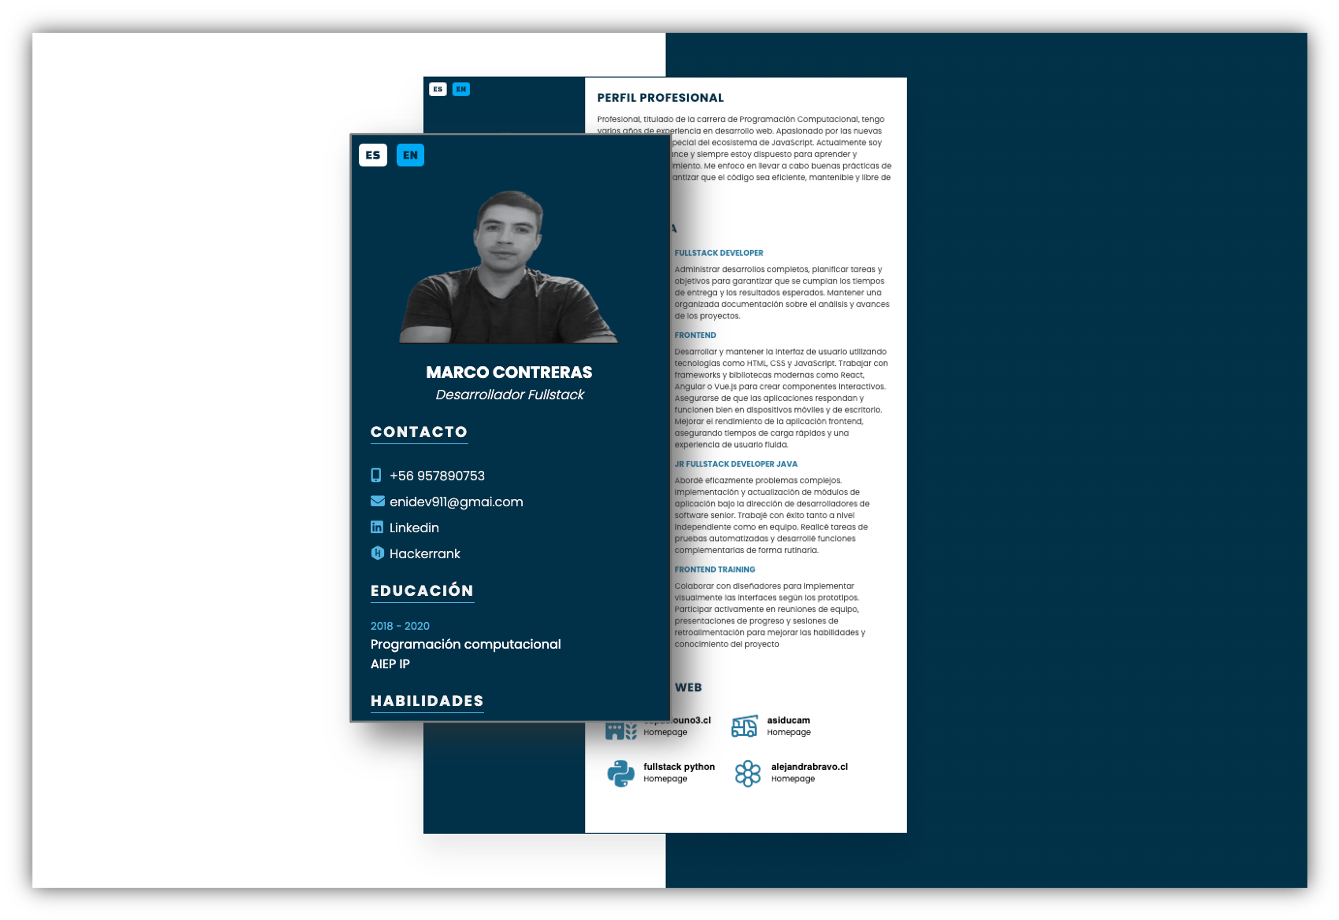 ES EN
ES EN
MARCO CONTRERAS
Desarrollador Fullstack
CONTACTO
+56 957890753
enidev911@gmai.com
Linkedin
Hackerrank
EDUCACIÓN
2018 - 2020
Programación computacional
AIEP IP
HABILIDADES
PERFIL PROFESIONAL
Profesional, titulado de la carrera de Programación Computacional, tengo
varios años de experiencia en desarrollo web. Apasionado por las nuevas
pecial del ecosistema de JavaScript. Actualmente soy
ance y siempre estoy dispuesto para aprender y
imiento. Me enfoco en llevar a cabo buenas prácticas de
antizar que el código sea eficiente, mantenible y libre de
A
FULLSTACK DEVELOPER
Administrar desarrollos completos, planificar tareas y
objetivos para garantizar que se cumplan los tiempos
de entrega y los resultados esperados. Mantener una
organizada documentación sobre el análisis y avances
de los proyectos.
FRONTEND
Desarrollar y mantener la interfaz de usuario utilizando
tecnologías como HTML, CSS y JavaScript. Trabajar con
frameworks y bibliotecas modernas como React,
Angular o Vue.js para crear componentes interactivos.
Asegurarse de que las aplicaciones respondan y
funcionen bien en dispositivos móviles y de escritorio.
Mejorar el rendimiento de la aplicación frontend,
asegurando tiempos de carga rápidos y una
experiencia de usuario fluida.
JR FULLSTACK DEVELOPER JAVA
Abordé eficazmente problemas complejos.
Implementación y actualización de módulos de
aplicación bajo la dirección de desarrolladores de
software senior. Trabajé con éxito tanto a nivel
independiente como en equipo. Realicé tareas de
pruebas automatizadas y desarrollé funciones
complementarias de forma rutinaria.
FRONTEND TRAINING
Colaborar con diseñadores para implementar
visualmente las interfaces según los prototipos.
Participar activamente en reuniones de equipo,
presentaciones de progreso y sesiones de
retroalimentación para mejorar las habilidades y
conocimiento del proyecto
WEB
Homepage
asiducam
Homepage
fullstack python
Homepage
alejandrabravo.cl
Homepage